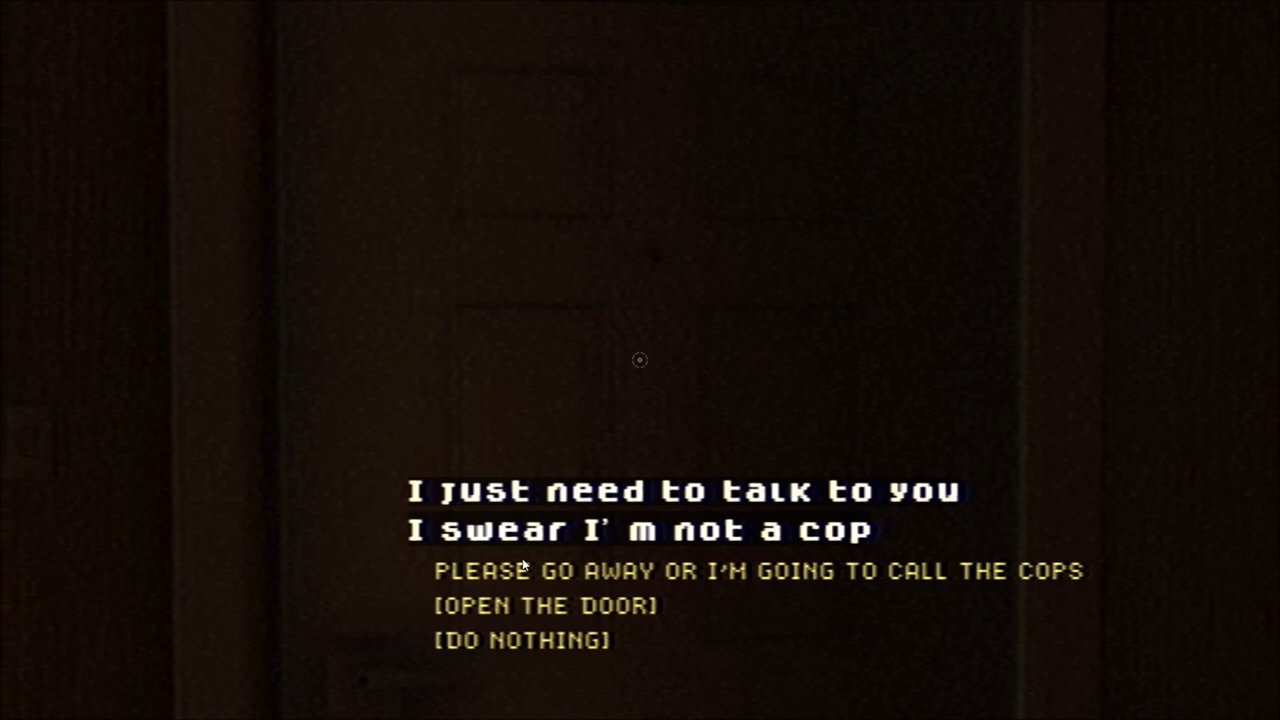 I just need to talk to you
I swear I'm not a cop
PLEASE GO AWAY OR I'M GOING TO CALL THE COPS
[OPEN THE DOOR]
[DO NOTHING]